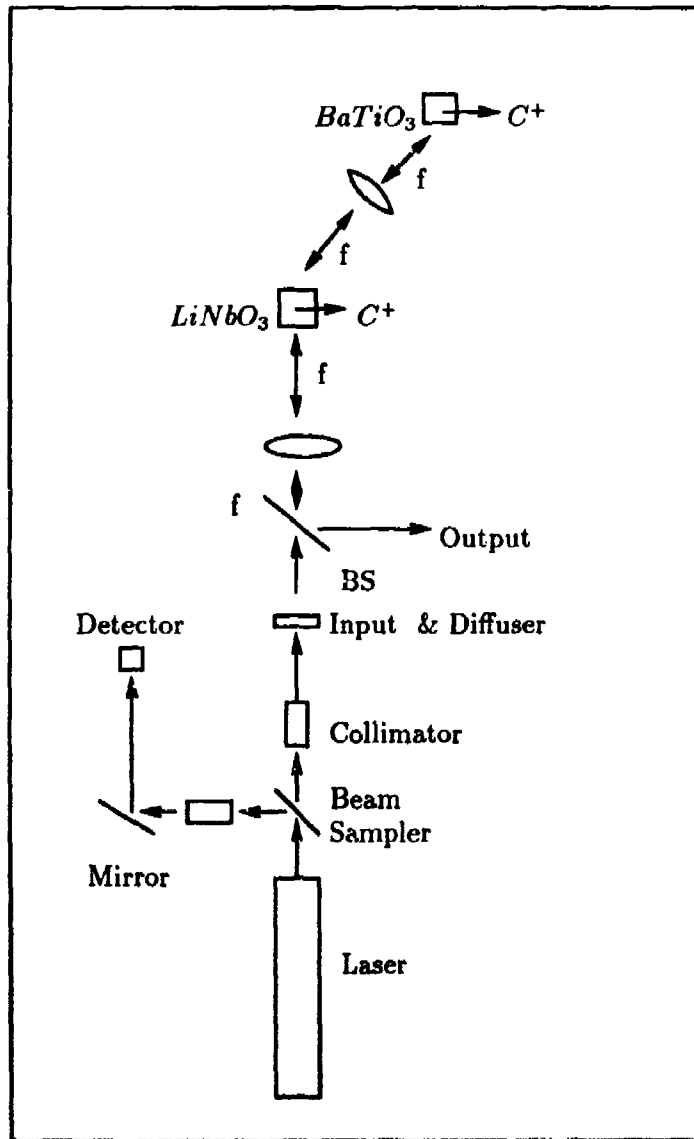 BaTiO₃ C⁺
f
f
LiNbO₃ C⁺
f
f
Output
BS
Detector Input & Diffuser
Collimator
Beam
Sampler
Mirror
Laser